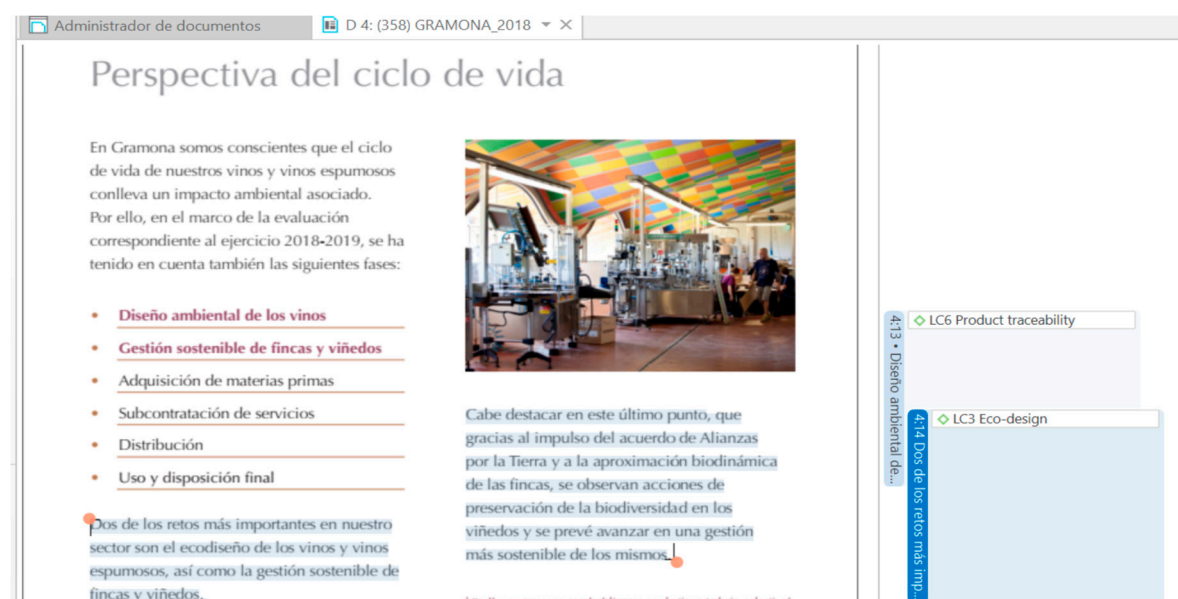 Administrador de documentos
D 4: (358) GRAMONA_2018
Perspectiva del ciclo de vida
En Gramona somos conscientes que el ciclo
de vida de nuestros vinos y vinos espumosos
conlleva un impacto ambiental asociado.
Por ello, en el marco de la evaluación
correspondiente al ejercicio 2018-2019, se ha
tenido en cuenta también las siguientes fases:
• Diseño ambiental de los vinos
• Gestión sostenible de fincas y viñedos
• Adquisición de materias primas
• Subcontratación de servicios
• Distribución
• Uso y disposición final
Dos de los retos más importantes en nuestro
sector son el ecodiseño de los vinos y vinos
espumosos, así como la gestión sostenible de
fincas y viñedos.
Cabe destacar en este último punto, que
gracias al impulso del acuerdo de Alianzas
por la Tierra y a la aproximación biodinámica
de las fincas, se observan acciones de
preservación de la biodiversidad en los
viñedos y se prevé avanzar en una gestión
más sostenible de los mismos.
4:13 • Diseño ambiental de...
LC6 Product traceability
4:14 Dos de los retos más imp...
LC3 Eco-design